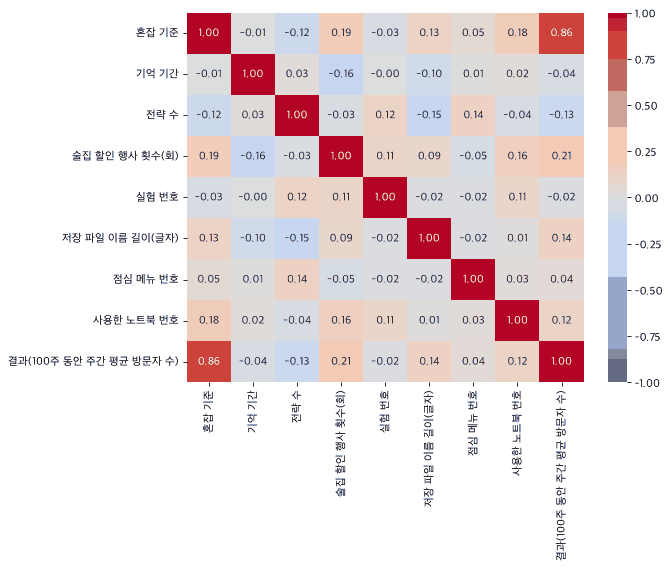 혼잡 기준 1.00 -0.01 -0.12 0.19 -0.03 0.13 0.05 0.18 0.86
기억 기간 -0.01 1.00 0.03 -0.16 -0.00 -0.10 0.01 0.02 -0.04
전략 수 -0.12 0.03 1.00 -0.03 0.12 -0.15 0.14 -0.04 -0.13
술집 할인 행사 횟수(회) 0.19 -0.16 -0.03 1.00 0.11 0.09 -0.05 0.16 0.21
실험 번호 -0.03 -0.00 0.12 0.11 1.00 -0.02 -0.02 0.11 -0.02
저장 파일 이름 길이(글자) 0.13 -0.10 -0.15 0.09 -0.02 1.00 -0.02 0.01 0.14
점심 메뉴 번호 0.05 0.01 0.14 -0.05 -0.02 -0.02 1.00 0.03 0.04
사용한 노트북 번호 0.18 0.02 -0.04 0.16 0.11 0.01 0.03 1.00 0.12
결과(100주 동안 주간 평균 방문자 수) 0.86 -0.04 -0.13 0.21 -0.02 0.14 0.04 0.12 1.00
혼잡 기준
기억 기간
전략 수
술집 할인 행사 횟수(회)
실험 번호
저장 파일 이름 길이(글자)
점심 메뉴 번호
사용한 노트북 번호
결과(100주 동안 주간 평균 방문자 수)
1.00
0.75
0.50
0.25
0.00
-0.25
-0.50
-0.75
-1.00